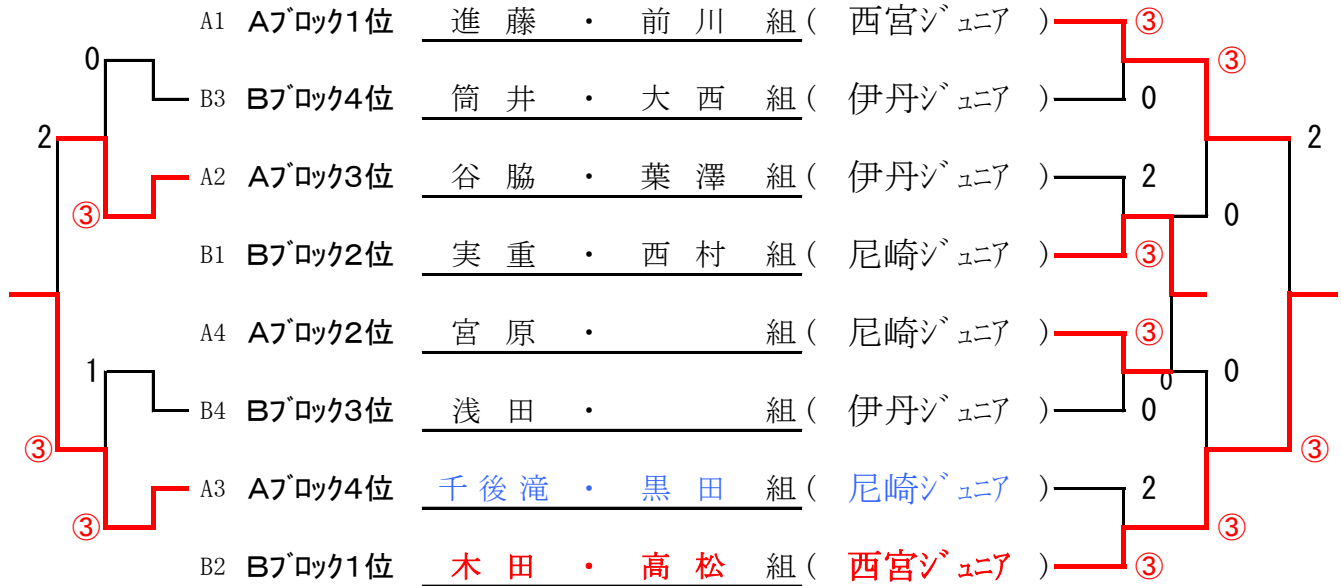 A1 Aブロック1位 進藤・前川 組( 西宮ジュニア ) ③
0 ③
B3 Bブロック4位 筒井・大西 組( 伊丹ジュニア ) 0
2 2
A2 Aブロック3位 谷脇・葉澤 組( 伊丹ジュニア ) 2
③ 0
B1 Bブロック2位 実重・西村 組( 尼崎ジュニア ) ③
A4 Aブロック2位 宮原・ 組( 尼崎ジュニア ) ③
1 0 0
B4 Bブロック3位 浅田・ 組( 伊丹ジュニア ) 0
③ ③
A3 Aブロック4位 千後滝・黒田 組( 尼崎ジュニア ) 2
③ ③
B2 Bブロック1位 木田・高松 組( 西宮ジュニア ) ③